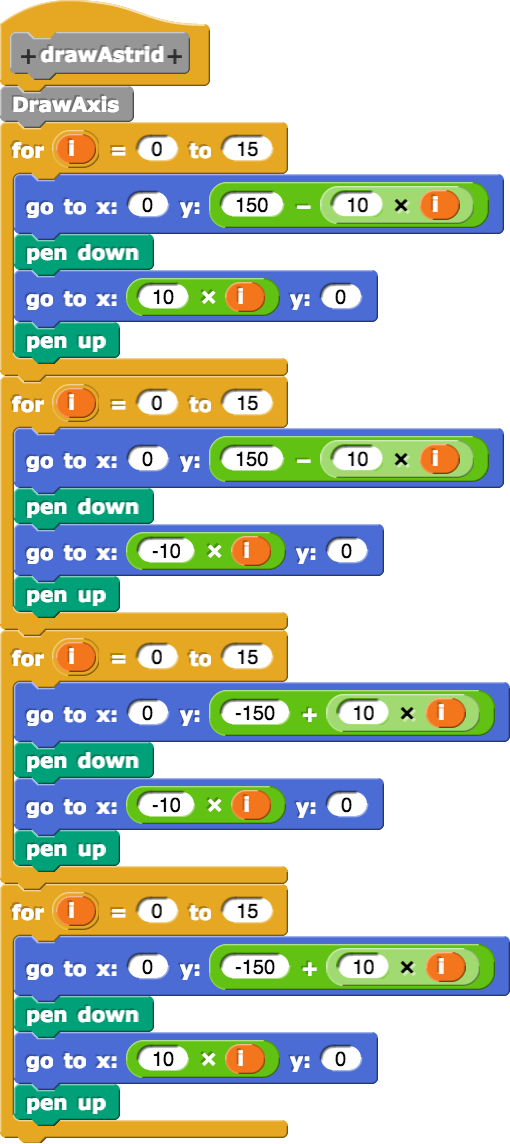 + drawAstrid +
DrawAxis
for i = 0 to 15
go to x: 0 y: 150 − 10 × i
pen down
go to x: 10 × i y: 0
pen up
for i = 0 to 15
go to x: 0 y: 150 − 10 × i
pen down
go to x: -10 × i y: 0
pen up
for i = 0 to 15
go to x: 0 y: -150 + 10 × i
pen down
go to x: -10 × i y: 0
pen up
for i = 0 to 15
go to x: 0 y: -150 + 10 × i
pen down
go to x: 10 × i y: 0
pen up